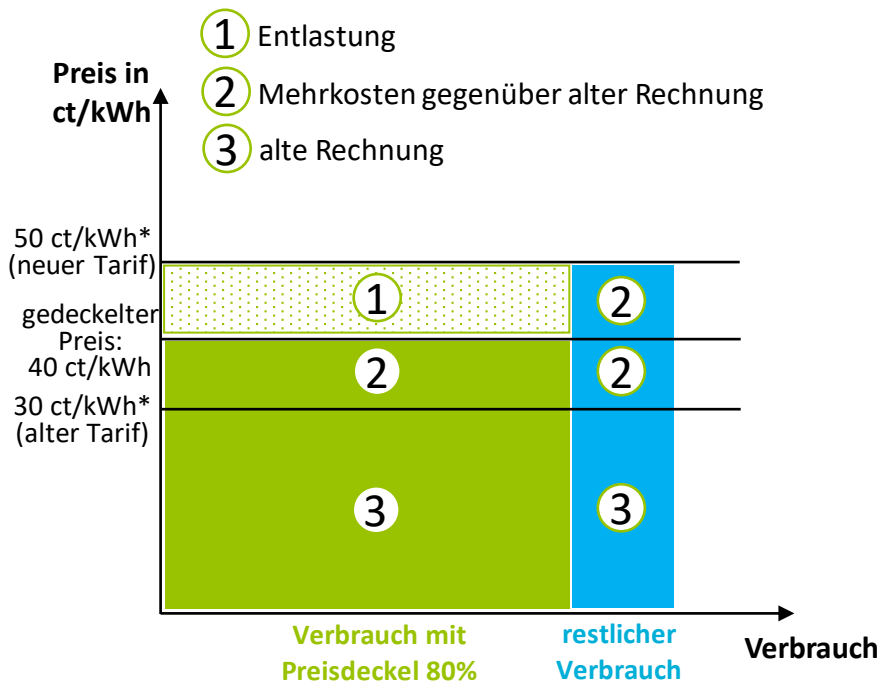 1 Entlastung
2 Mehrkosten gegenüber alter Rechnung
3 alte Rechnung
Preis in
ct/kWh
50 ct/kWh*
(neuer Tarif)
gedeckelter
Preis:
40 ct/kWh
30 ct/kWh*
(alter Tarif)
1
2
2
2
3
3
Verbrauch mit
Preisdeckel 80%
restlicher
Verbrauch
Verbrauch